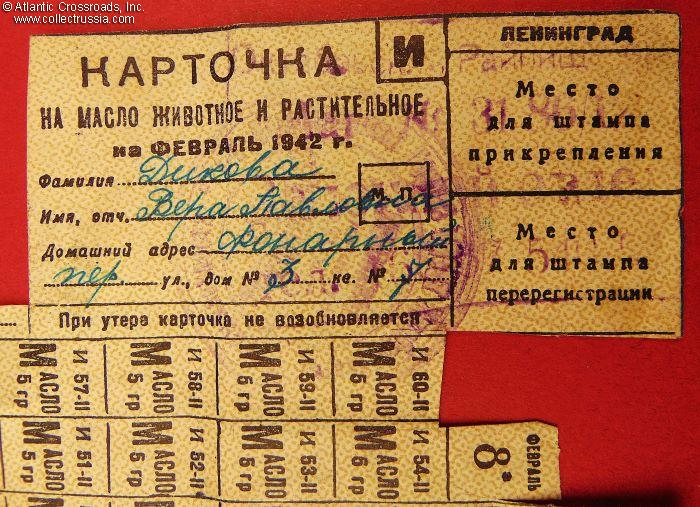 © Atlantic Crossroads, Inc.
www.collectrussia.com
КАРТОЧКА
И
НА МАСЛО ЖИВОТНОЕ И РАСТИТЕЛЬНОЕ
на ФЕВРАЛЬ 1942 г.
Фамилия Дикова
Имя, отч. Вера Павловна
М П
Домашний адрес Фонарный
пер ул., дом № 3 кв. № 7
При утере карточка не возобновляется
ЛЕНИНГРАД
Место
для штампа
прикрепления
Место
для штампа
перерегистрации
И 57-II
МАСЛО
5 гр
И 58-II
МАСЛО
5 гр
И 59-II
МАСЛО
5 гр
И 60-II
МАСЛО
5 гр
И 51-II
МАСЛО
5 гр
И 52-II
МАСЛО
5 гр
И 53-II
МАСЛО
5 гр
И 54-II
МАСЛО
5 гр
8
ФЕВРАЛЬ